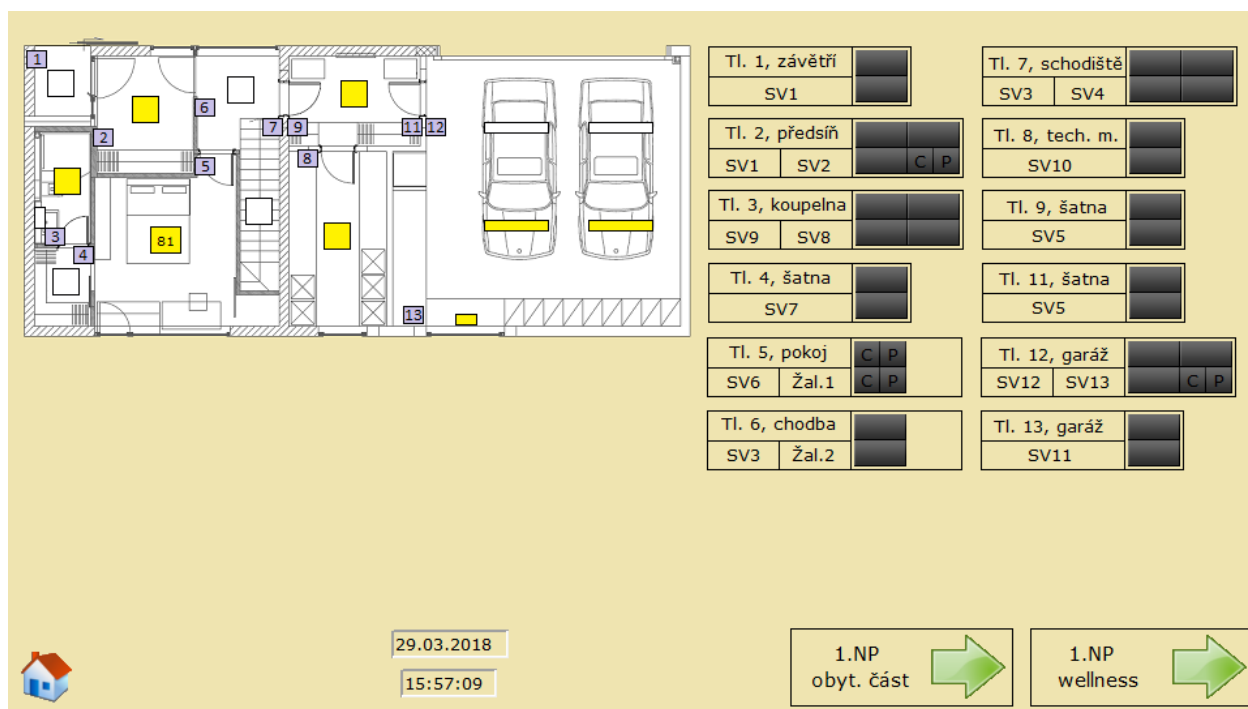 1
2
3
4
5
6
7
8
9
11
12
13
81
Tl. 1, závětří
SV1
Tl. 2, předsíň
SV1 SV2
C P
Tl. 3, koupelna
SV9 SV8
Tl. 4, šatna
SV7
Tl. 5, pokoj
C P
SV6 Žal.1
C P
Tl. 6, chodba
SV3 Žal.2
Tl. 7, schodiště
SV3 SV4
Tl. 8, tech. m.
SV10
Tl. 9, šatna
SV5
Tl. 11, šatna
SV5
Tl. 12, garáž
SV12 SV13
C P
Tl. 13, garáž
SV11
29.03.2018
15:57:09
1.NP
obyt. část
1.NP
wellness